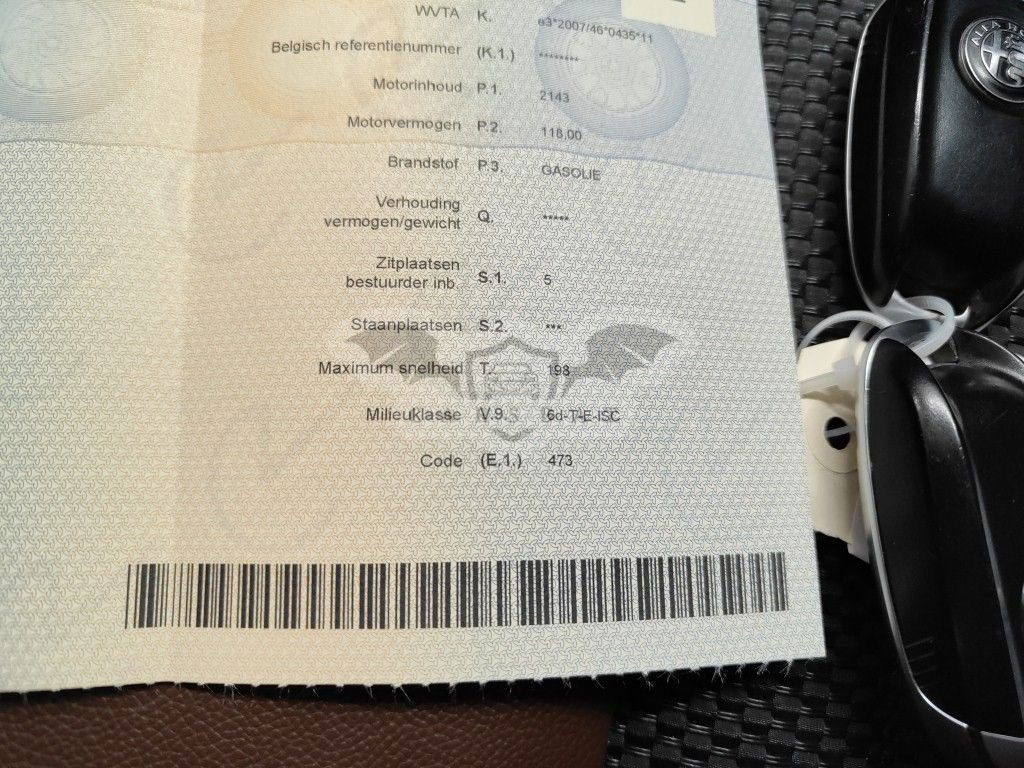 WVTA K. e3*2007/46*0435*11
Belgisch referentienummer (K.1.) ********
Motorinhoud P.1. 2143
Motorvermogen P.2. 118,00
Brandstof P.3. GASOLIE
Verhouding
vermogen/gewicht Q. *****
Zitplaatsen
bestuurder inb. S.1. 5
Staanplaatsen S.2. ***
Maximum snelheid T. 198
Milieuklasse V.9. 6d-T-E-ISC
Code (E.1.) 473